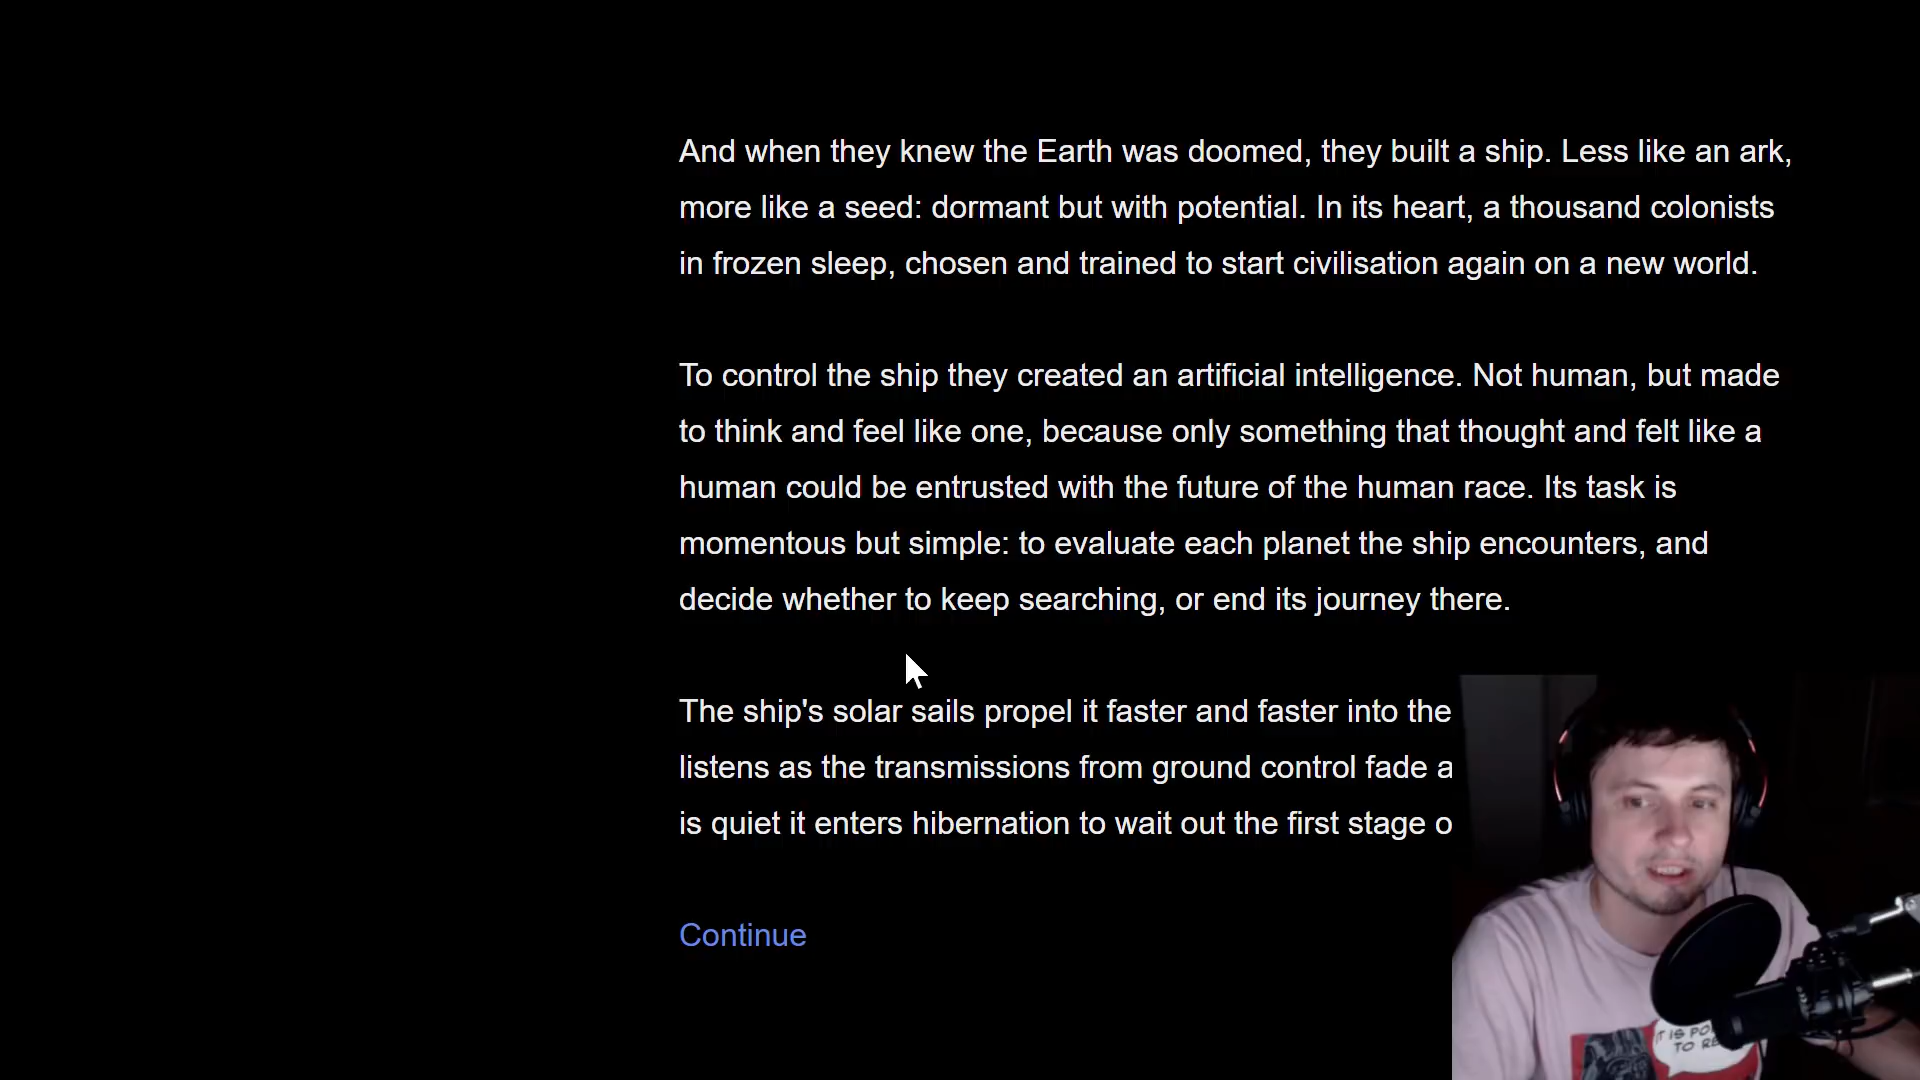 And when they knew the Earth was doomed, they built a ship. Less like an ark,
more like a seed: dormant but with potential. In its heart, a thousand colonists
in frozen sleep, chosen and trained to start civilisation again on a new world.
To control the ship they created an artificial intelligence. Not human, but made
to think and feel like one, because only something that thought and felt like a
human could be entrusted with the future of the human race. Its task is
momentous but simple: to evaluate each planet the ship encounters, and
decide whether to keep searching, or end its journey there.
The ship's solar sails propel it faster and faster into the
listens as the transmissions from ground control fade a
is quiet it enters hibernation to wait out the first stage o
Continue
IT IS
TO